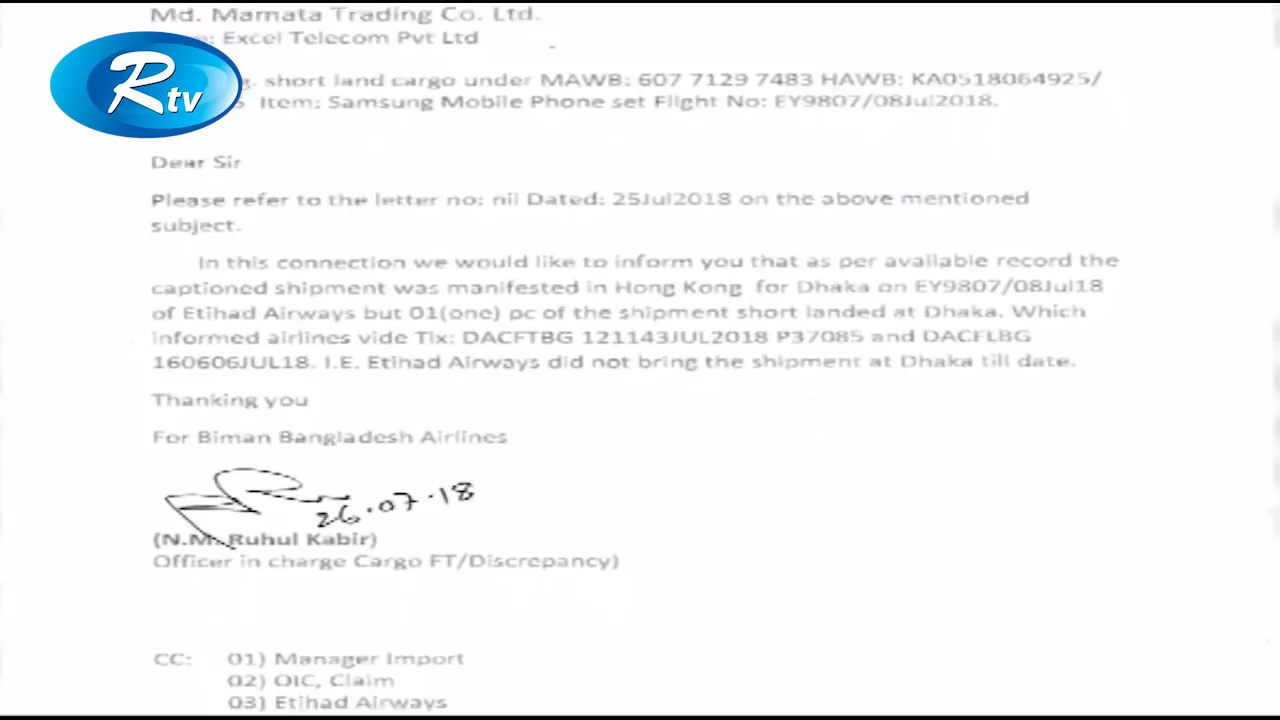 Md. Mamata Trading Co. Ltd.
: Excel Telecom Pvt Ltd
Rtv
. short land cargo under MAWB: 607 7129 7483 HAWB: KA0518064925/
Item: Samsung Mobile Phone set Flight No: EY9807/08Jul2018.
Dear Sir
Please refer to the letter no: nil Dated: 25Jul2018 on the above mentioned
subject.
In this connection we would like to inform you that as per available record the
captioned shipment was manifested in Hong Kong for Dhaka on EY9807/08Jul18
of Etihad Airways but 01(one) pc of the shipment short landed at Dhaka. Which
informed airlines vide Tlx: DACFTBG 121143JUL2018 P37085 and DACFLBG
160606JUL18. I.E. Etihad Airways did not bring the shipment at Dhaka till date.
Thanking you
For Biman Bangladesh Airlines
26.07.18
(N.M. Ruhul Kabir)
Officer in charge Cargo FT/Discrepancy)
CC: 01) Manager Import
02) OIC, Claim
03) Etihad Airways